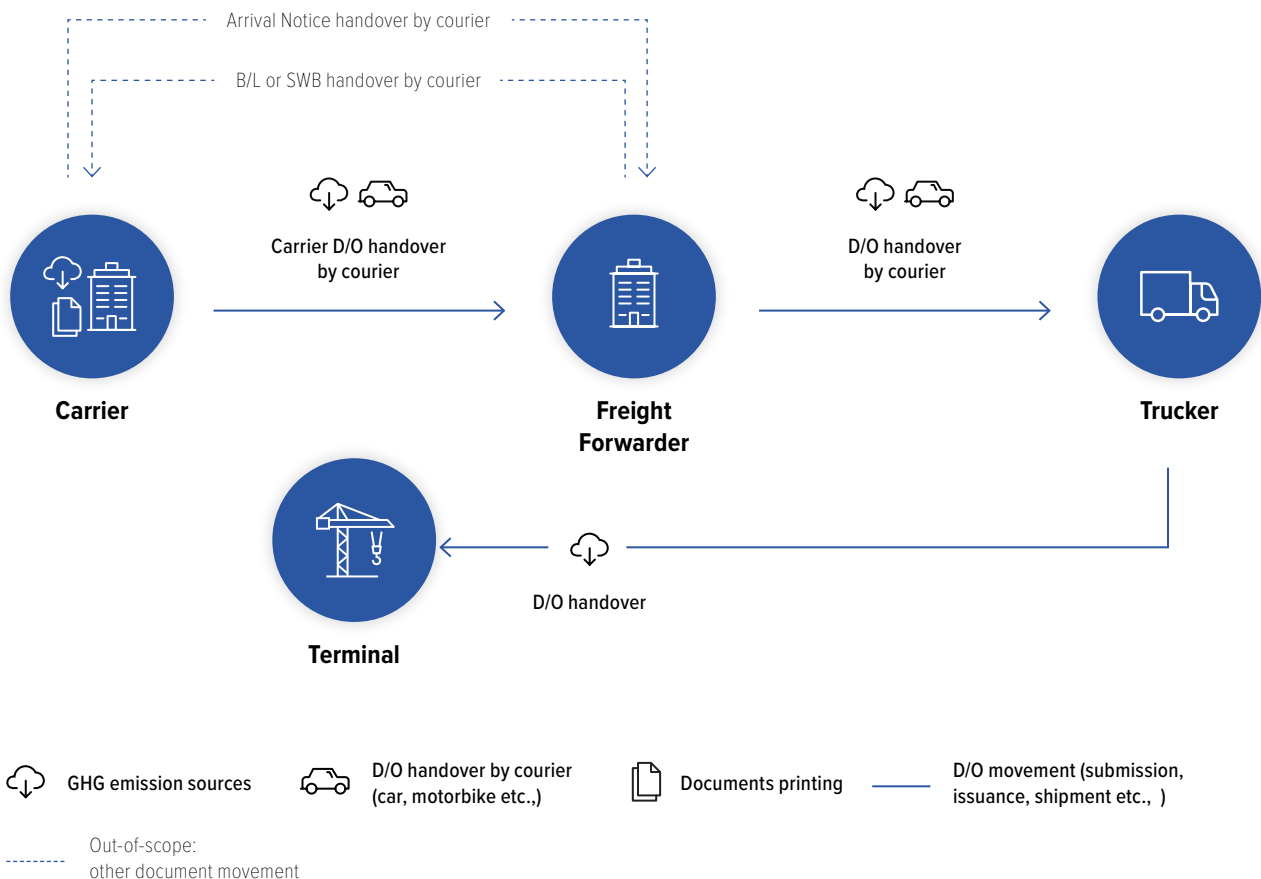 Arrival Notice handover by courier
B/L or SWB handover by courier
Carrier D/O handover
by courier
D/O handover
by courier
Carrier
Freight
Forwarder
Trucker
D/O handover
Terminal
GHG emission sources
D/O handover by courier
(car, motorbike etc.,)
Documents printing
D/O movement (submission,
issuance, shipment etc.,  )
Out-of-scope:
other document movement